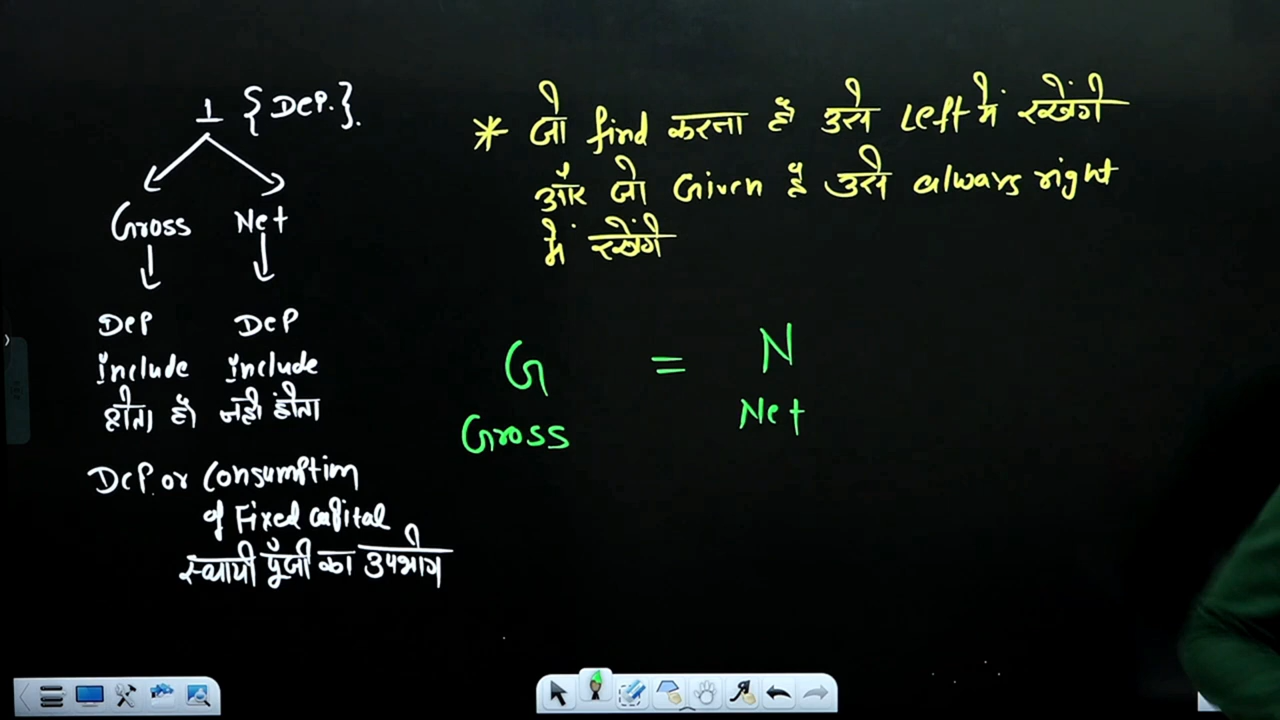 1 {Dep.}
Gross Net
Dep Dep
include include
होता है। नही होता
Dep. or Consumption
of Fixed Capital
स्थायी पूँजी का उपभोग
* जो find करना है उसे Left में रखेंगे
और जो Given है उसे always right
में रखेंगे
G = N
Gross Net